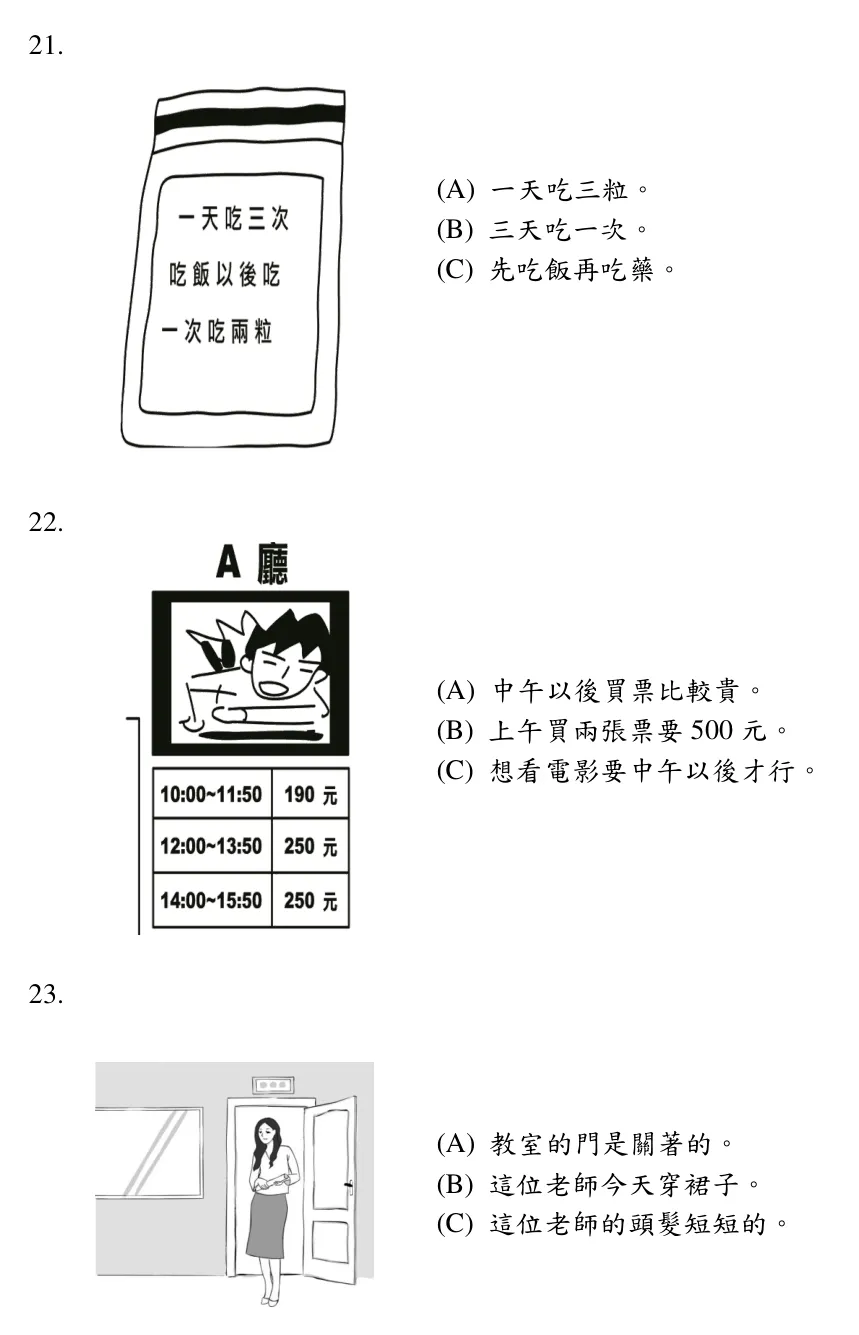 21.
一天吃三次
吃飯以後吃
一次吃兩粒
(A) 一天吃三粒。
(B) 三天吃一次。
(C) 先吃飯再吃藥。
22.
A 廳
10:00~11:50 190 元
12:00~13:50 250 元
14:00~15:50 250 元
(A) 中午以後買票比較貴。
(B) 上午買兩張票要 500 元。
(C) 想看電影要中午以後才行。
23.
(A) 教室的門是關著的。
(B) 這位老師今天穿裙子。
(C) 這位老師的頭髮短短的。